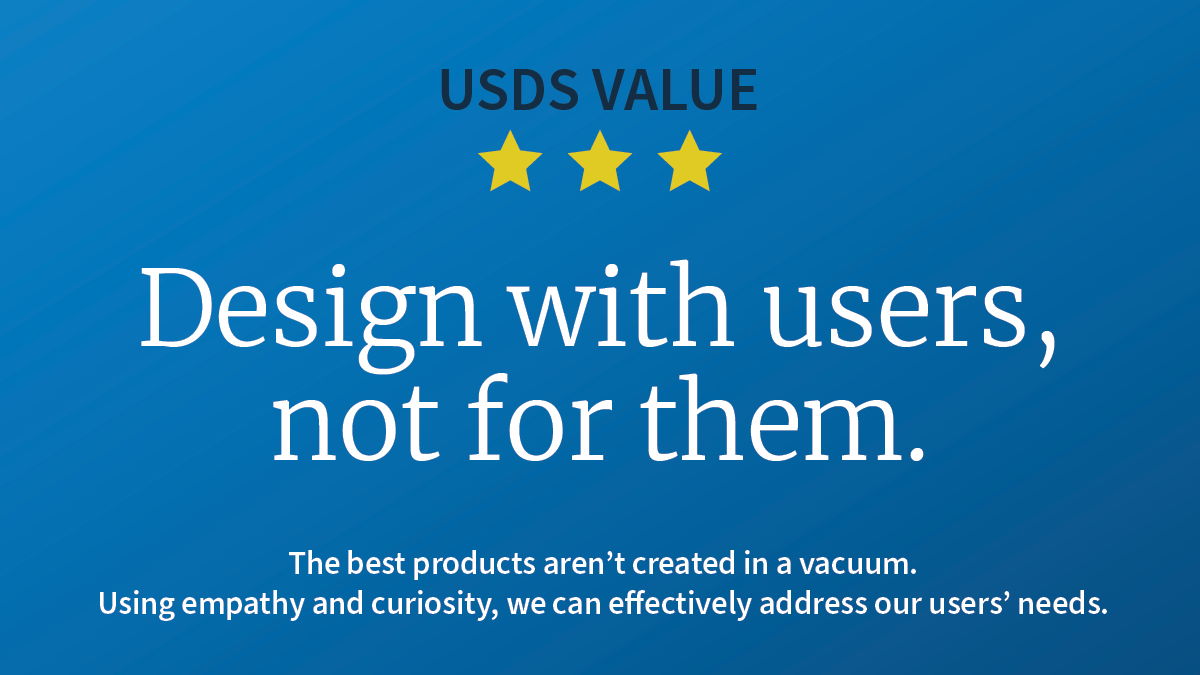 USDS VALUE
Design with users,
not for them.
The best products aren’t created in a vacuum.
Using empathy and curiosity, we can effectively address our users’ needs.